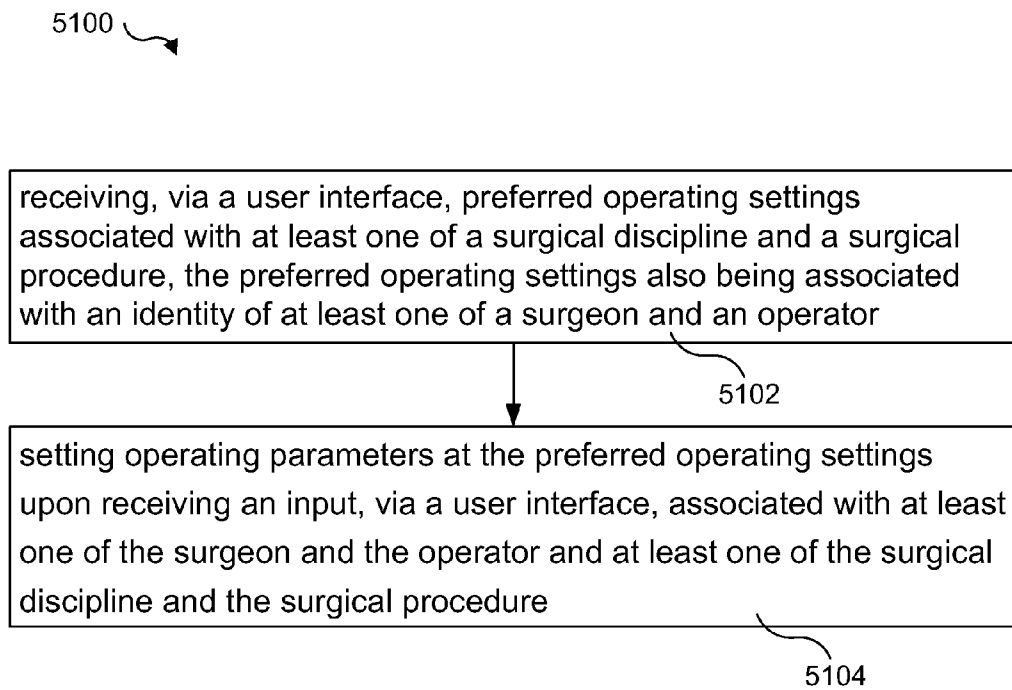 5100
receiving, via a user interface, preferred operating settings
associated with at least one of a surgical discipline and a surgical
procedure, the preferred operating settings also being associated
with an identity of at least one of a surgeon and an operator
5102
setting operating parameters at the preferred operating settings
upon receiving an input, via a user interface, associated with at least
one of the surgeon and the operator and at least one of the surgical
discipline and the surgical procedure
5104